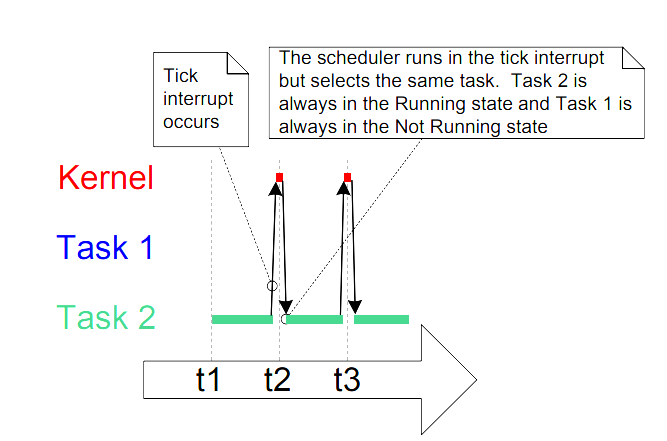 Tick
interrupt
occurs
The scheduler runs in the tick interrupt
but selects the same task.  Task 2 is
always in the Running state and Task 1 is
always in the Not Running state
Kernel
Task 1
Task 2
t1
t2
t3